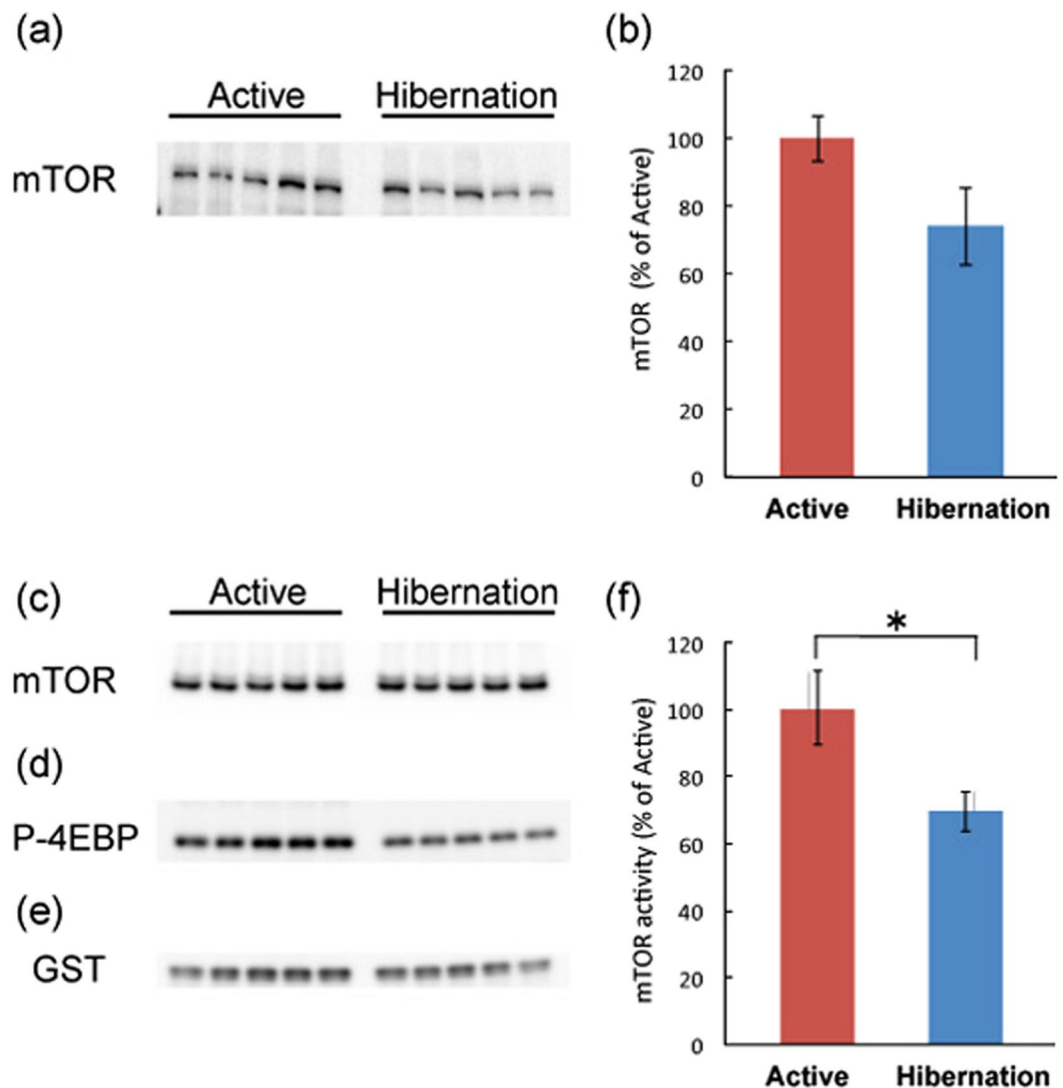 (a)
Active Hibernation
mTOR
(b)
120
100
80
60
40
20
0
mTOR (% of Active)
Active Hibernation
(c)
Active Hibernation
mTOR
(d)
P-4EBP
(e)
GST
(f)
*
120
100
80
60
40
20
0
mTOR activity (% of Active)
Active Hibernation